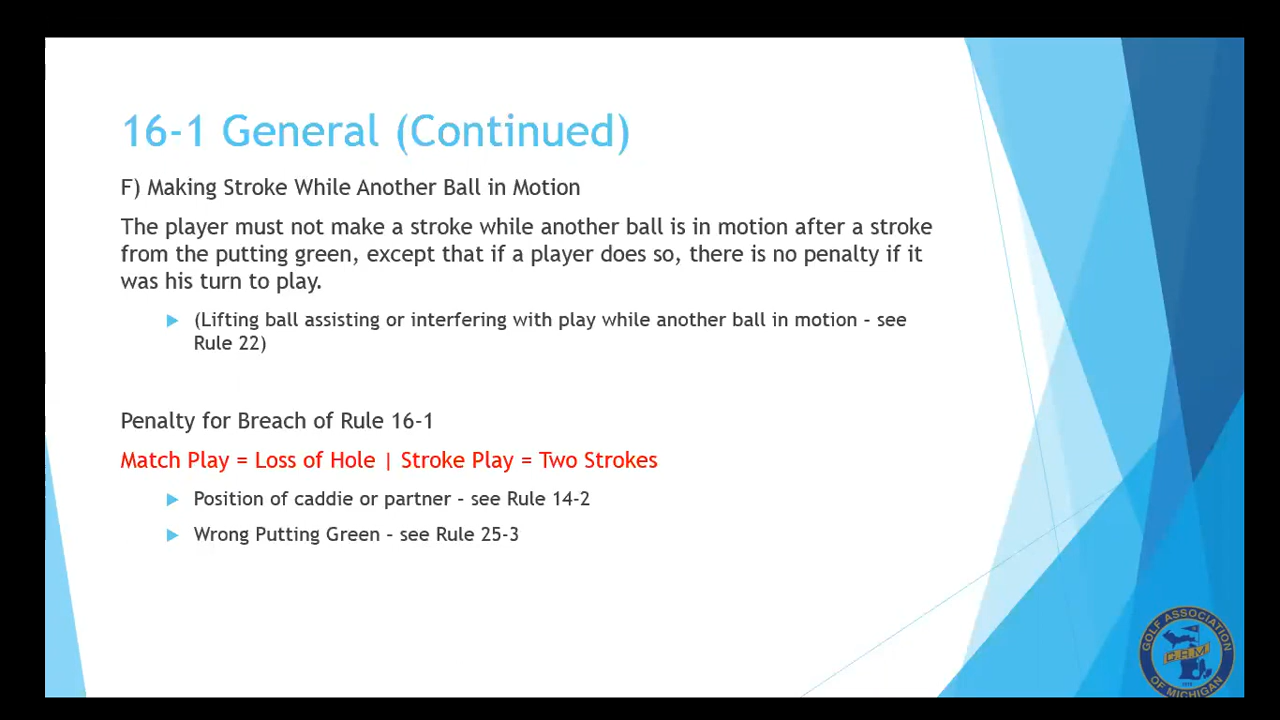 16-1 General (Continued)
F) Making Stroke While Another Ball in Motion
The player must not make a stroke while another ball is in motion after a stroke
from the putting green, except that if a player does so, there is no penalty if it
was his turn to play.
(Lifting ball assisting or interfering with play while another ball in motion – see
Rule 22)
Penalty for Breach of Rule 16-1
Match Play = Loss of Hole | Stroke Play = Two Strokes
Position of caddie or partner – see Rule 14-2
Wrong Putting Green – see Rule 25-3
GOLF ASSOCIATION
G.A.M.
OF MICHIGAN